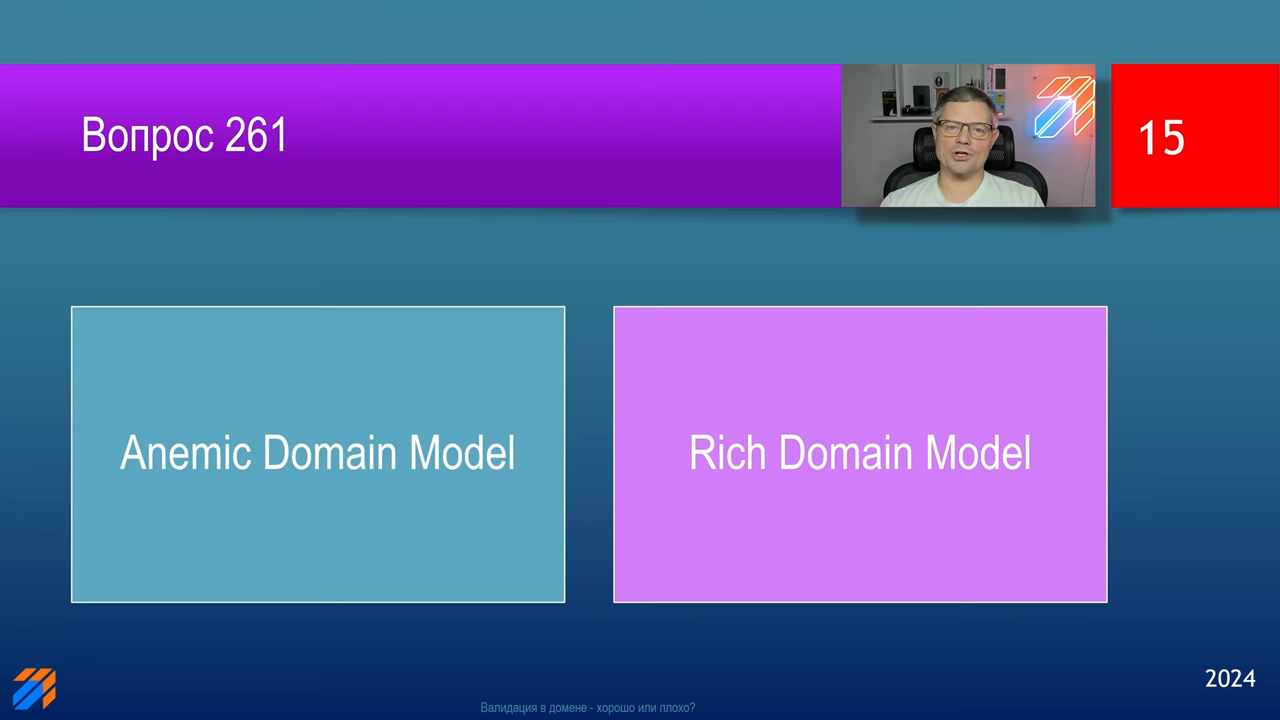 Вопрос 261
15
Anemic Domain Model
Rich Domain Model
2024
Валидация в домене - хорошо или плохо?